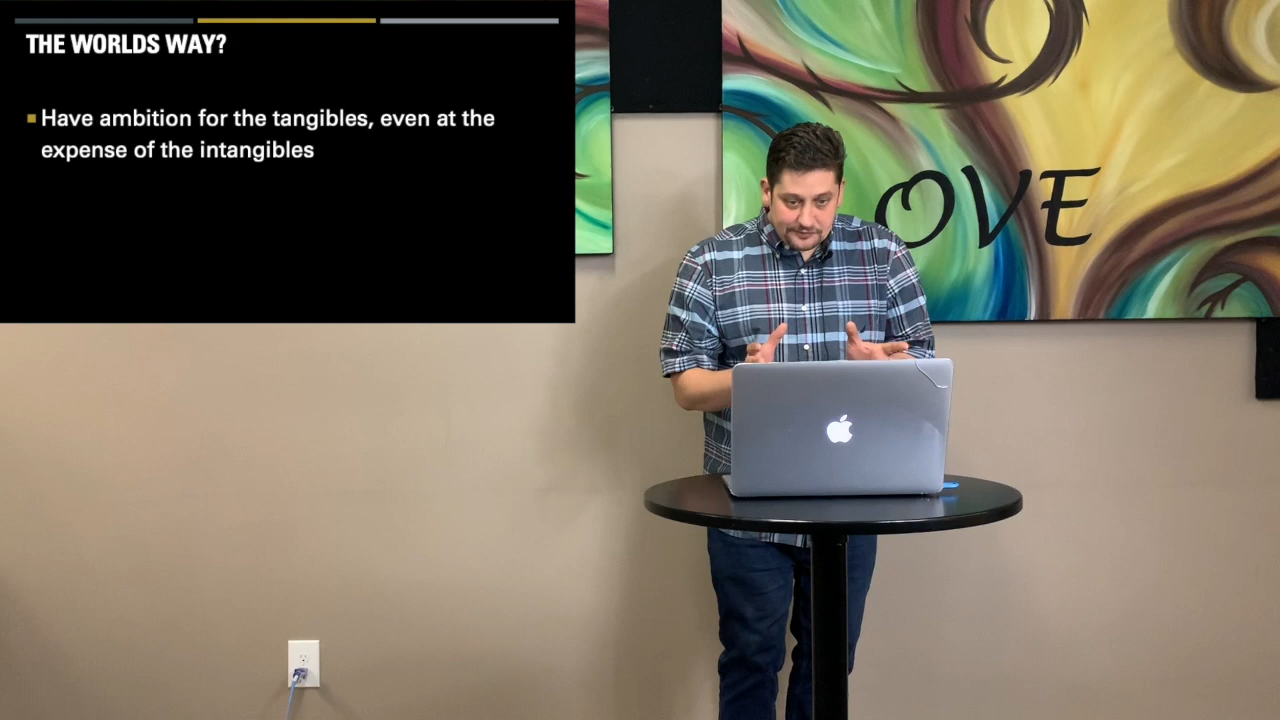 THE WORLDS WAY?
Have ambition for the tangibles, even at the
expense of the intangibles
OVE